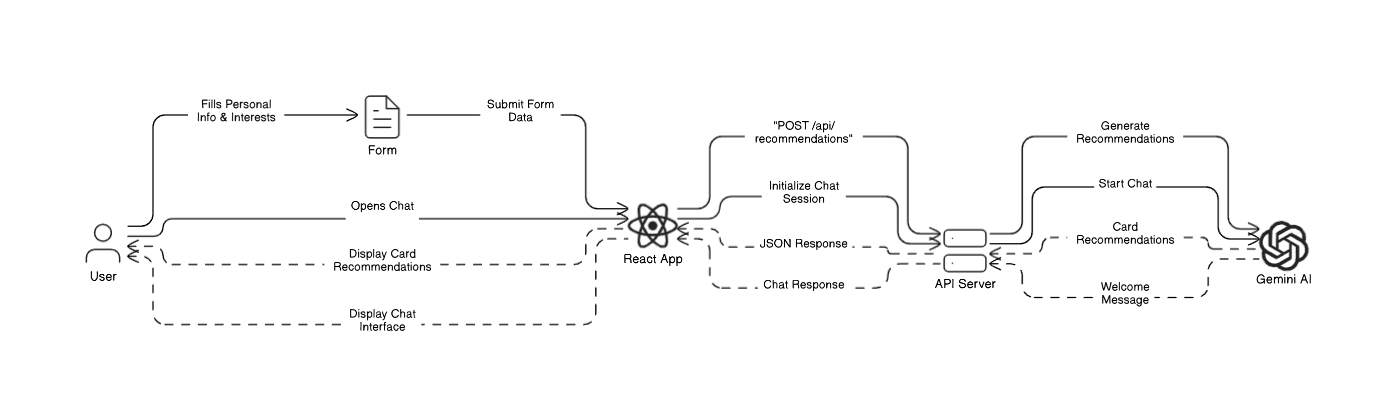 Fills Personal
Info & Interests
Submit Form
Data
Form
"POST /api/
recommendations"
Generate
Recommendations
Opens Chat
Initialize Chat
Session
Start Chat
User
Display Card
Recommendations
React App
JSON Response
API Server
Card
Recommendations
Gemini AI
Display Chat
Interface
Chat Response
Welcome
Message